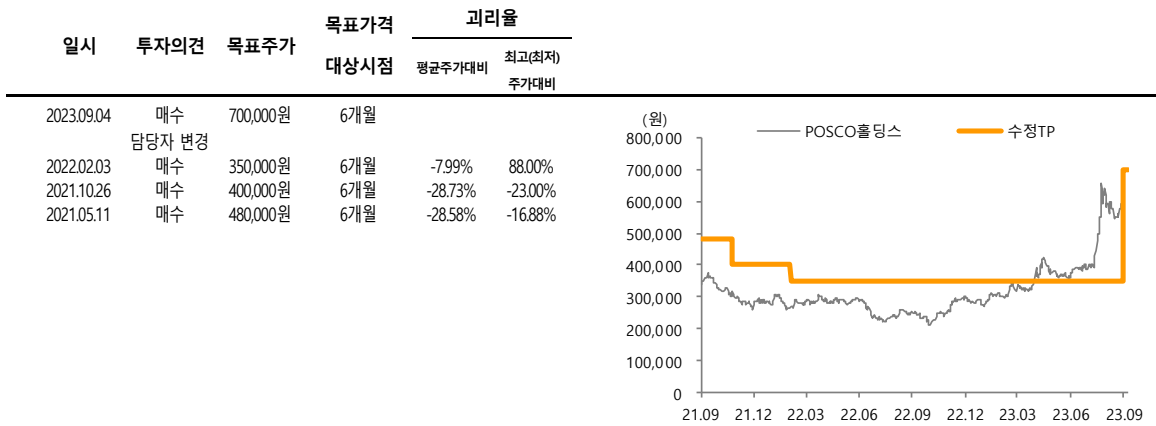 일시 투자의견 목표주가 목표가격 대상시점 괴리율
평균주가대비 최고(최저) 주가대비
2023.09.04 매수 700,000원 6개월
담당자 변경
2022.02.03 매수 350,000원 6개월 -7.99% 88.00%
2021.10.26 매수 400,000원 6개월 -28.73% -23.00%
2021.05.11 매수 480,000원 6개월 -28.58% -16.88%
(원)
POSCO홀딩스 수정TP
800,000
700,000
600,000
500,000
400,000
300,000
200,000
100,000
0
21.09 21.12 22.03 22.06 22.09 22.12 23.03 23.06 23.09